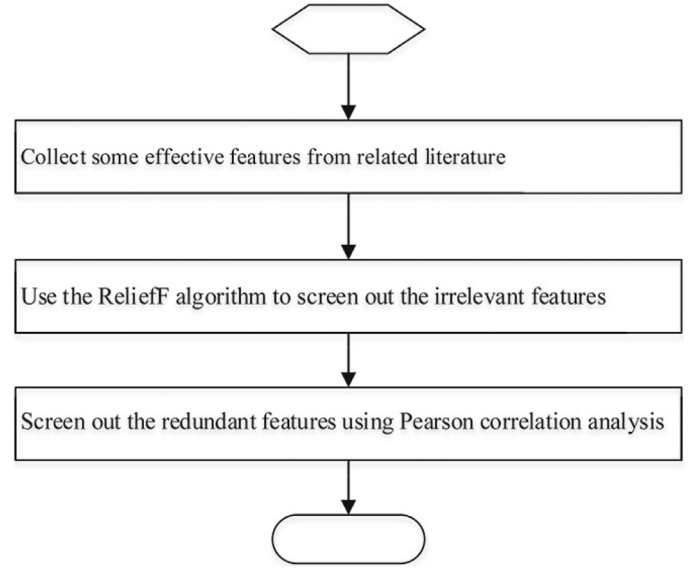 Collect some effective features from related literature
Use the ReliefF algorithm to screen out the irrelevant features
Screen out the redundant features using Pearson correlation analysis